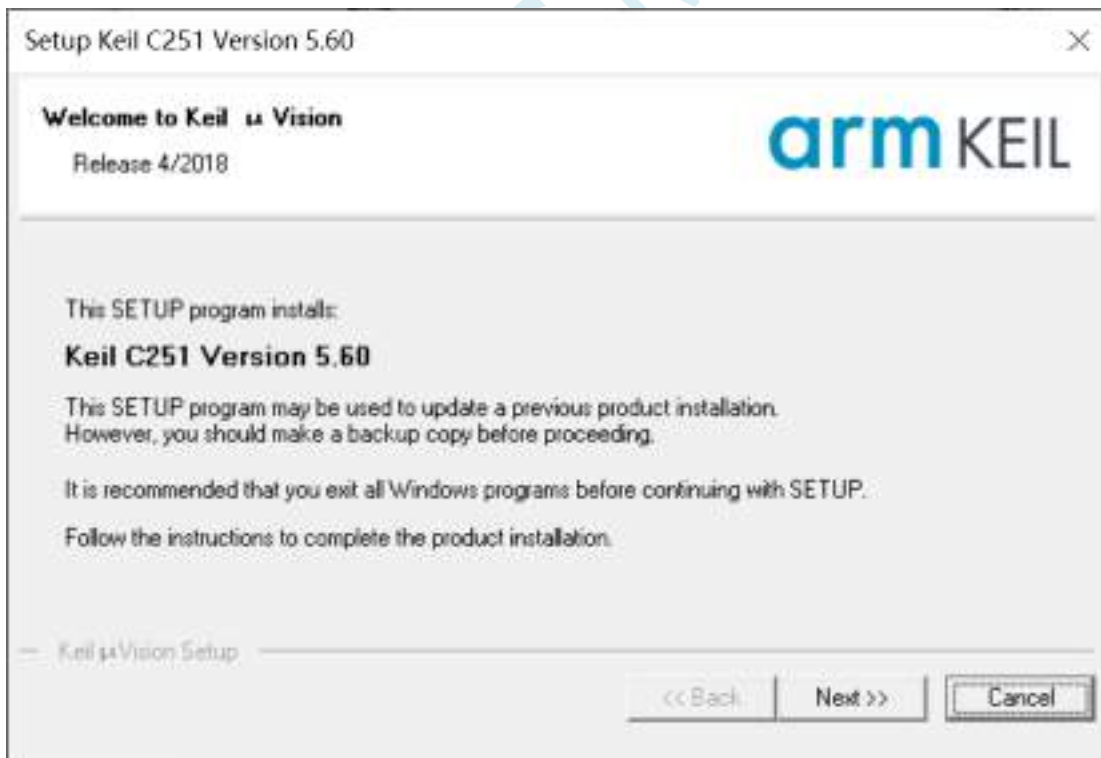 Setup Keil C251 Version 5.60
Welcome to Keil μ Vision
Release 4/2018
arm KEIL
This SETUP program installs:
Keil C251 Version 5.60
This SETUP program may be used to update a previous product installation.
However, you should make a backup copy before proceeding.
It is recommended that you exit all Windows programs before continuing with SETUP.
Follow the instructions to complete the product installation.
Keil μVision Setup
<< Back
Next >>
Cancel